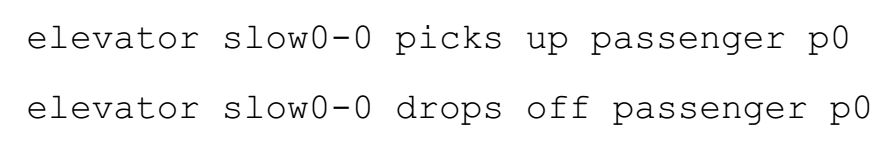 elevator slow0-0 picks up passenger p0
elevator slow0-0 drops off passenger p0